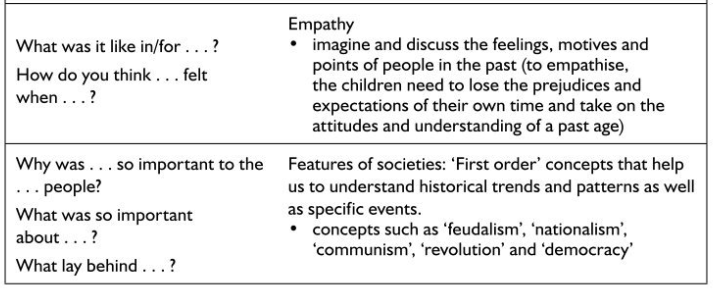 What was it like in/for . . . ?
How do you think . . . felt
when . . . ?
Empathy
• imagine and discuss the feelings, motives and
points of people in the past (to empathise,
the children need to lose the prejudices and
expectations of their own time and take on the
attitudes and understanding of a past age)
Why was . . . so important to the
. . . people?
What was so important
about . . . ?
What lay behind . . . ?
Features of societies: ‘First order’ concepts that help
us to understand historical trends and patterns as well
as specific events.
• concepts such as ‘feudalism’, ‘nationalism’,
‘communism’, ‘revolution’ and ‘democracy’